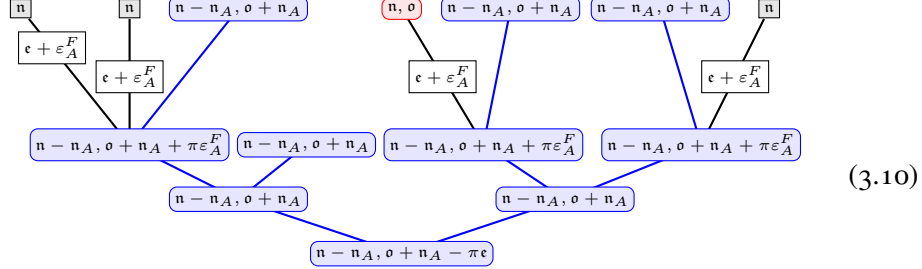 𝔫 𝔫 𝔫 − 𝔫_A, 𝔬 + 𝔫_A 𝔫, 𝔬 𝔫 − 𝔫_A, 𝔬 + 𝔫_A 𝔫 − 𝔫_A, 𝔬 + 𝔫_A 𝔫
𝔢 + ε_A^F
𝔢 + ε_A^F 𝔢 + ε_A^F 𝔢 + ε_A^F
𝔫 − 𝔫_A, 𝔬 + 𝔫_A + πε_A^F 𝔫 − 𝔫_A, 𝔬 + 𝔫_A 𝔫 − 𝔫_A, 𝔬 + 𝔫_A + πε_A^F 𝔫 − 𝔫_A, 𝔬 + 𝔫_A + πε_A^F
(3.10)
𝔫 − 𝔫_A, 𝔬 + 𝔫_A 𝔫 − 𝔫_A, 𝔬 + 𝔫_A
𝔫 − 𝔫_A, 𝔬 + 𝔫_A − π𝔢